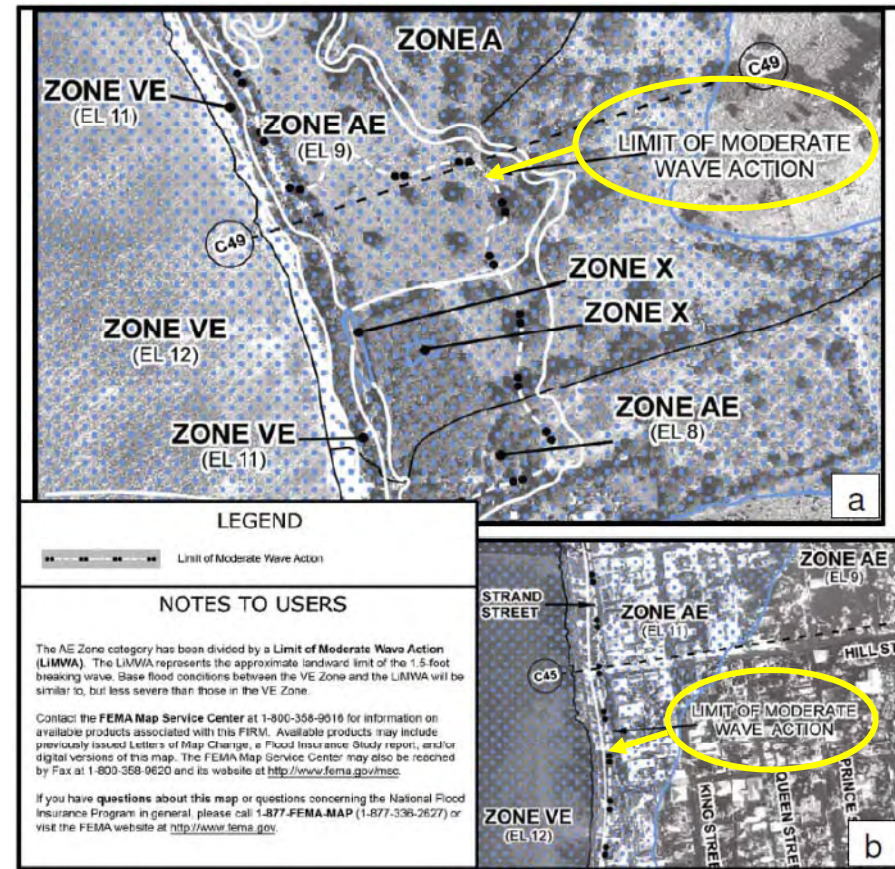 ZONE A
C49
ZONE VE
(EL 11)
ZONE AE
(EL 9)
LIMIT OF MODERATE
WAVE ACTION
C49
ZONE X
ZONE VE
(EL 12)
ZONE X
ZONE AE
(EL 8)
ZONE VE
(EL 11)
a
LEGEND
Limit of Moderate Wave Action
NOTES TO USERS
The AE Zone category has been divided by a Limit of Moderate Wave Action
(LiMWA). The LiMWA represents the approximate landward limit of the 1.5-foot
breaking wave. Base flood conditions between the VE Zone and the LiMWA will be
similar to, but less severe than those in the VE Zone.
Contact the FEMA Map Service Center at 1-800-358-9616 for information on
available products associated with this FIRM. Available products may include
previously issued Letters of Map Change, a Flood Insurance Study report, and/or
digital versions of this map. The FEMA Map Service Center may also be reached
by Fax at 1-800-358-9620 and its website at http://www.fema.gov/msc.
If you have questions about this map or questions concerning the National Flood
Insurance Program in general, please call 1-877-FEMA-MAP (1-877-336-2627) or
visit the FEMA website at http://www.fema.gov.
ZONE AE
(EL 9)
STRAND
STREET
ZONE AE
(EL 11)
HILL ST
C45
LIMIT OF MODERATE
WAVE ACTION
KING STREET
QUEEN STREET
PRINCE S
ZONE VE
(EL 12)
b